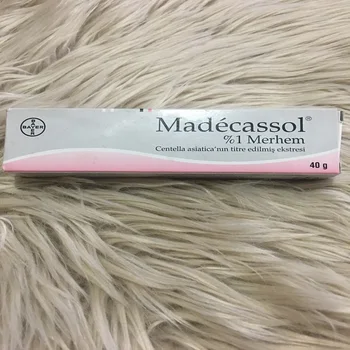 BAYER
Madécassol®
%1 Merhem
Centella asiatica'nın titre edilmiş ekstresi
40 g